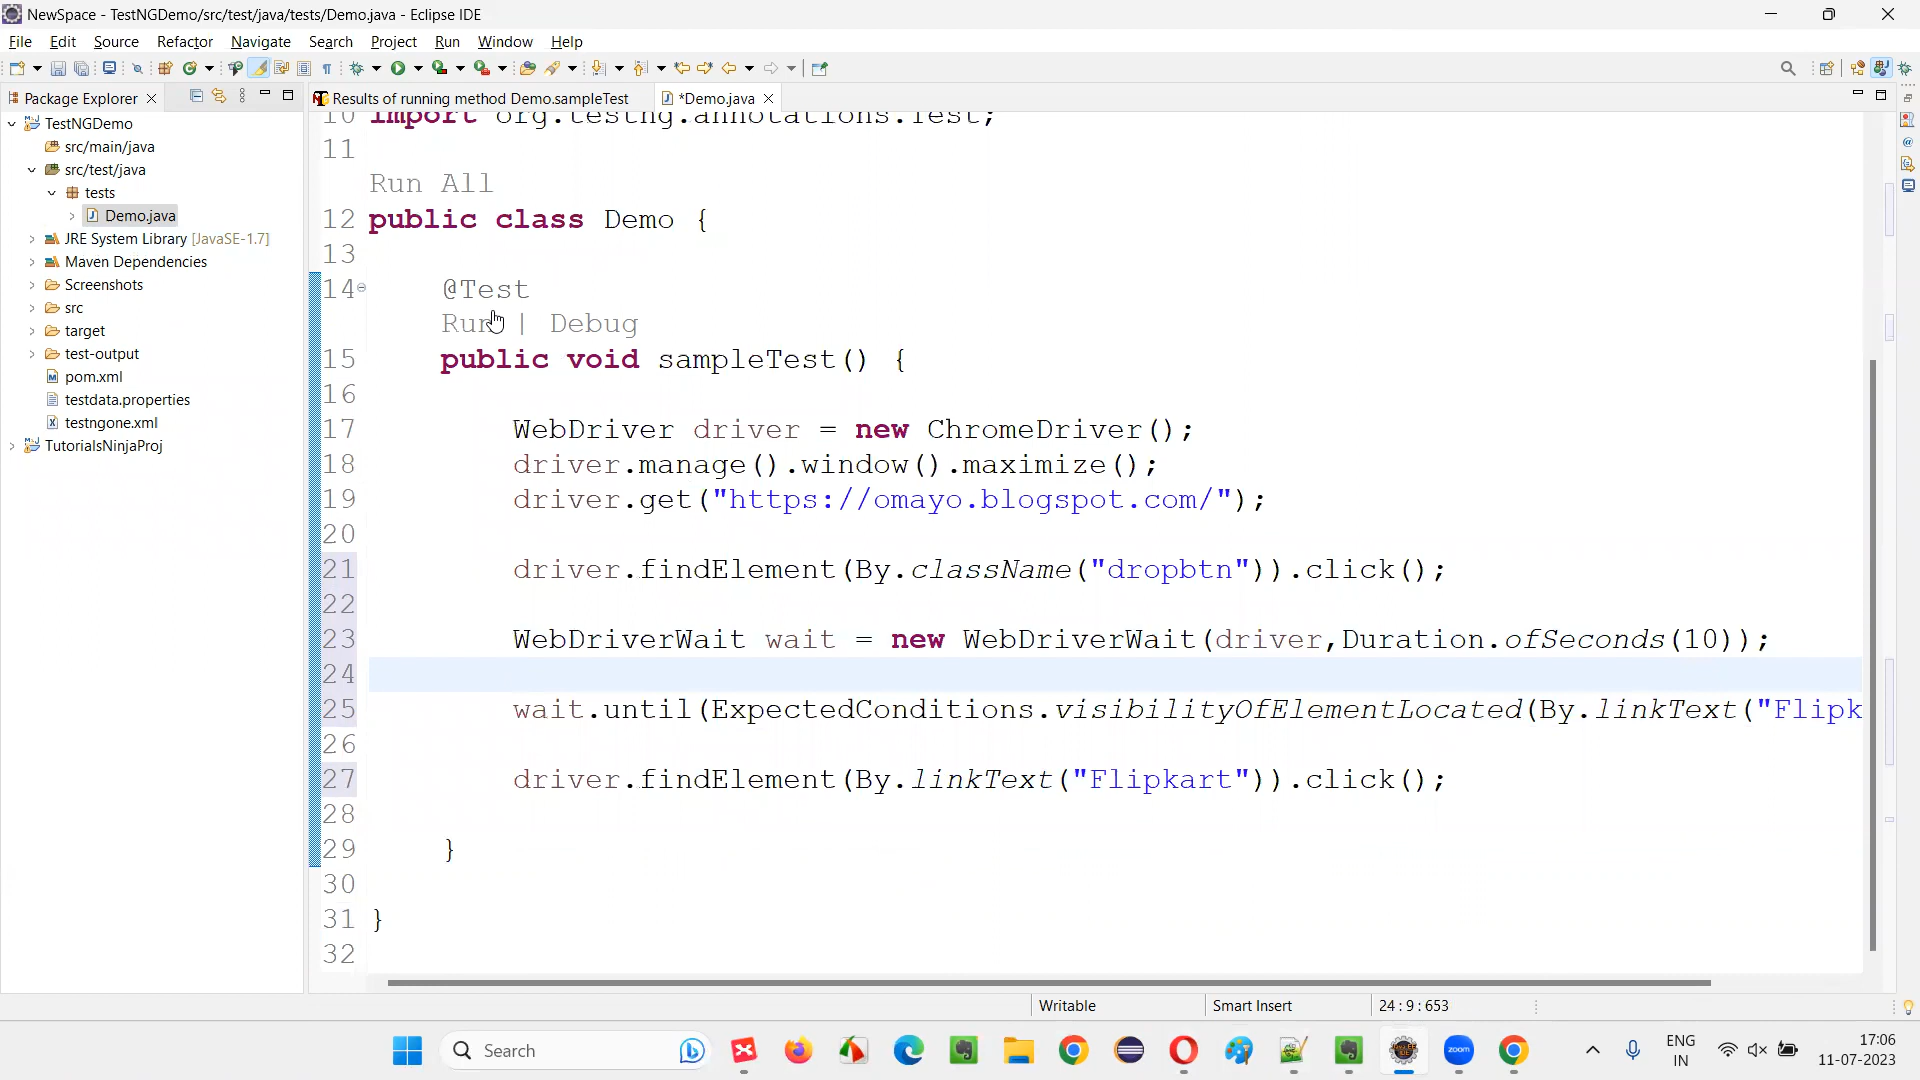 NewSpace - TestNGDemo/src/test/java/tests/Demo.java - Eclipse IDE
File Edit Source Refactor Navigate Search Project Run Window Help
Package Explorer
Results of running method Demo.sampleTest
*Demo.java
TestNGDemo
src/main/java
src/test/java
tests
Demo.java
JRE System Library [JavaSE-1.7]
Maven Dependencies
Screenshots
src
target
test-output
pom.xml
testdata.properties
testngone.xml
TutorialsNinjaProj
10 import org.testng.annotations.Test;
11
Run All
12 public class Demo {
13
14 @Test
Run | Debug
15 public void sampleTest() {
16
17 WebDriver driver = new ChromeDriver();
18 driver.manage().window().maximize();
19 driver.get("https://omayo.blogspot.com/");
20
21 driver.findElement(By.className("dropbtn")).click();
22
23 WebDriverWait wait = new WebDriverWait(driver,Duration.ofSeconds(10));
24
25 wait.until(ExpectedConditions.visibilityOfElementLocated(By.linkText("Flipk
26
27 driver.findElement(By.linkText("Flipkart")).click();
28
29 }
30
31 }
32
Writable Smart Insert 24 : 9 : 653
Search
zoom
ENG
IN
17:06
11-07-2023